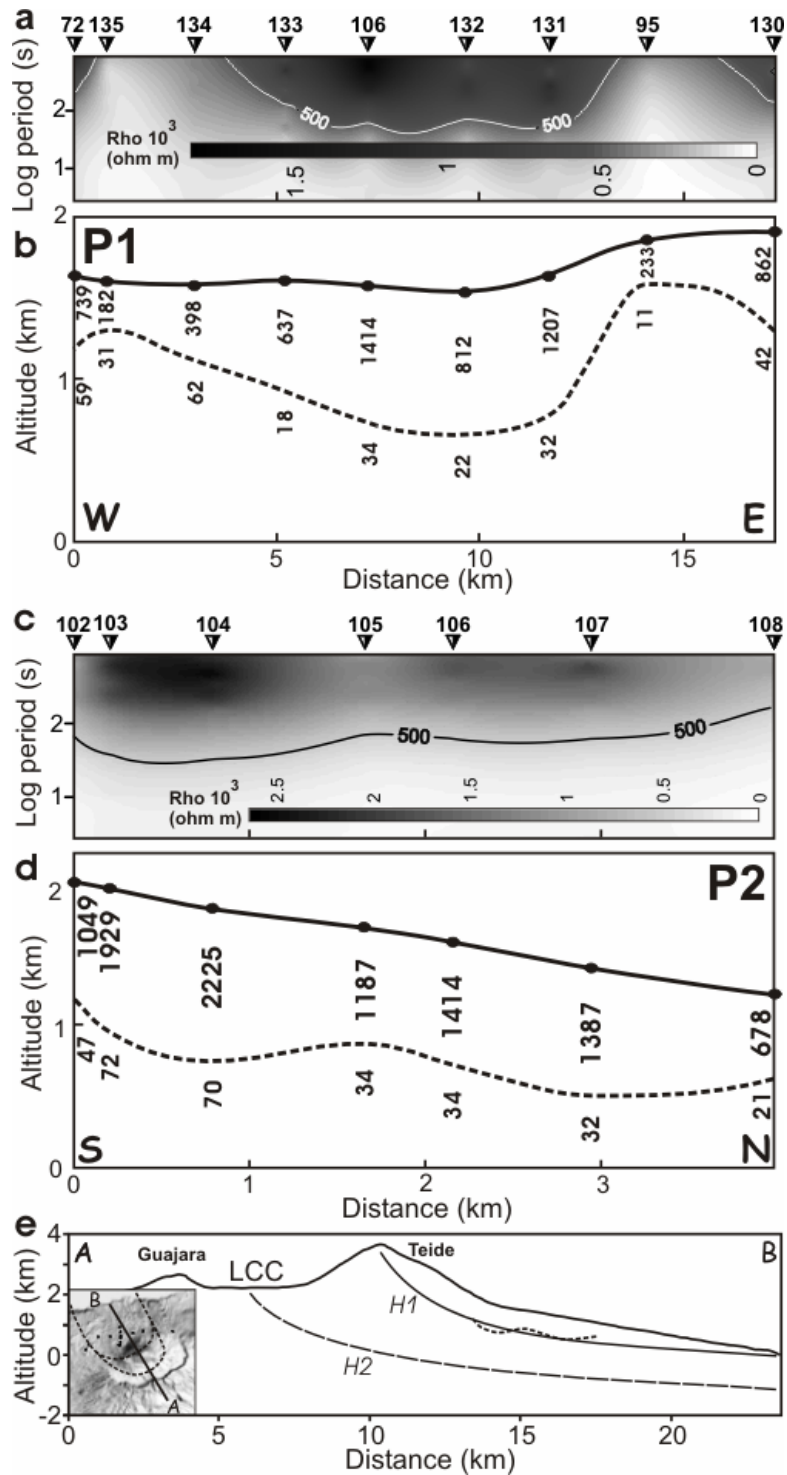 a
72 135 134 133 106 132 131 95 130
Log period (s)
2
1
500 500
Rho 10³
(ohm m)
1.5 1 0.5 0
b
P1
Altitude (km)
2
1
0
739 182 398 637 1414 812 1207 233 862
59 31 62 18 34 22 32 11 42
W E
0 5 10 15
Distance (km)
c
102 103 104 105 106 107 108
Log period (s)
2
1
500 500
Rho 10³
(ohm m)
2.5 2 1.5 1 0.5 0
d
P2
Altitude (km)
2
1
0
1049 1929 2225 1187 1414 1387 678
47 72 70 34 34 32 21
S N
0 1 2 3
Distance (km)
e
Altitude (km)
4
2
0
-2
A B
Guajara LCC Teide
H1
H2
B
A
0 5 10 15 20
Distance (km)